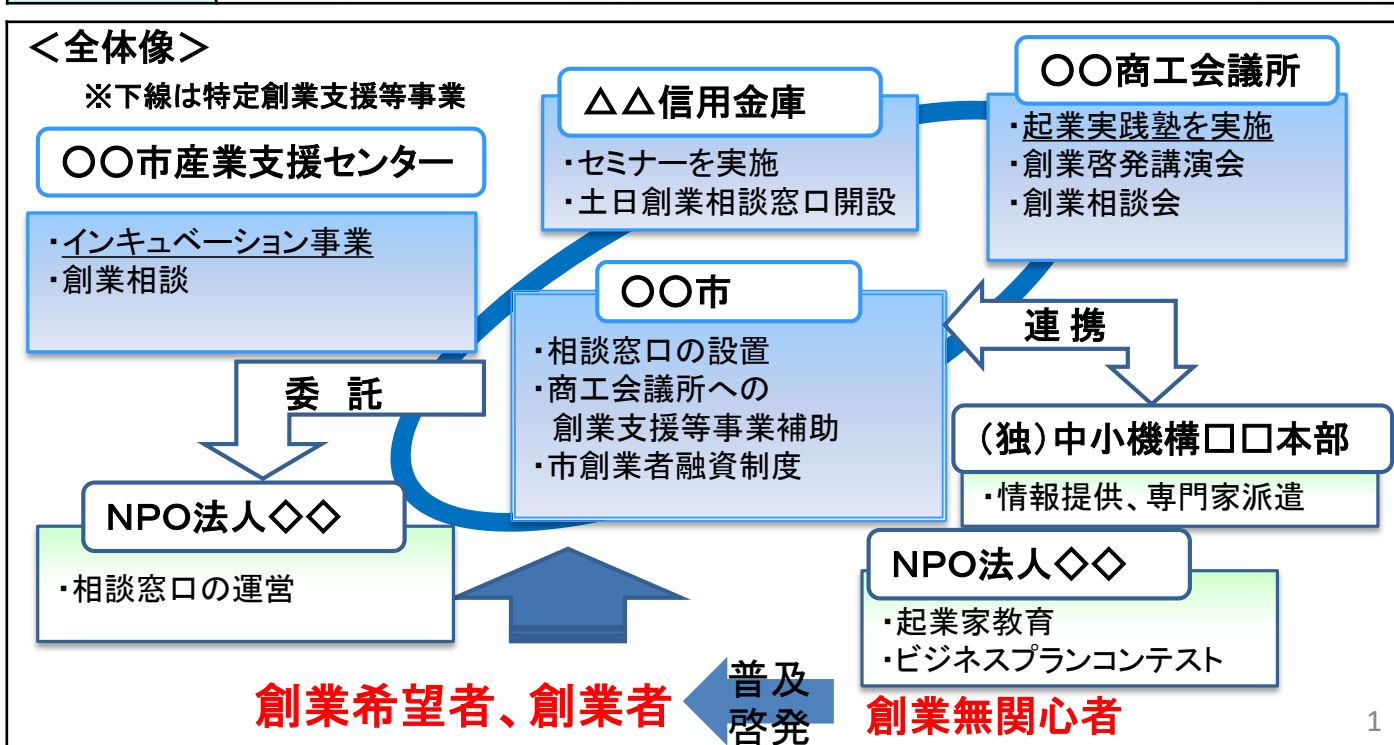 ＜全体像＞
※下線は特定創業支援等事業
〇〇市産業支援センター
・インキュベーション事業
・創業相談
△△信用金庫
・セミナーを実施
・土日創業相談窓口開設
〇〇商工会議所
・起業実践塾を実施
・創業啓発講演会
・創業相談会
〇〇市
・相談窓口の設置
・商工会議所への
創業支援等事業補助
・市創業者融資制度
連 携
委 託
（独）中小機構□□本部
・情報提供、専門家派遣
NPO法人◇◇
・相談窓口の運営
NPO法人◇◇
・起業家教育
・ビジネスプランコンテスト
創業希望者、創業者
普及
啓発
創業無関心者
1